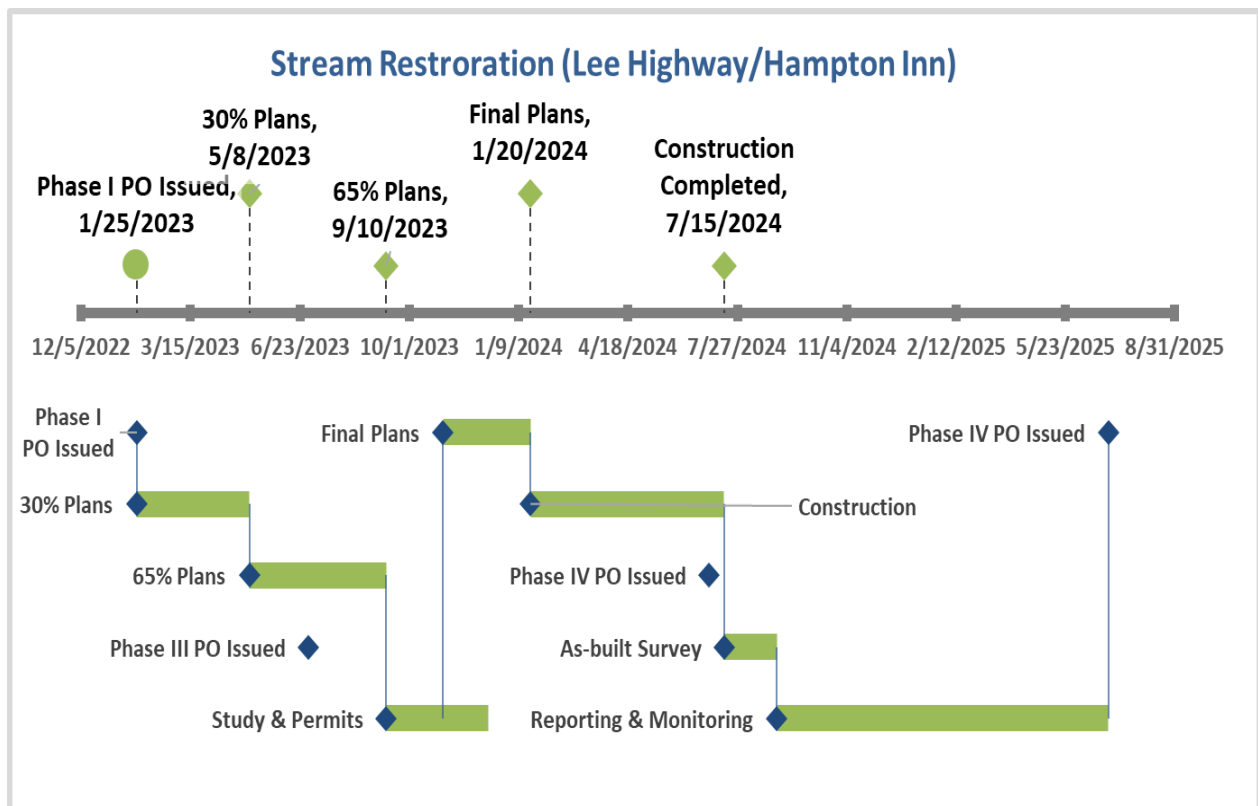 Stream Restroration (Lee Highway/Hampton Inn)
30% Plans,
5/8/2023
Final Plans,
1/20/2024
Construction
Completed,
7/15/2024
Phase I PO Issued,
1/25/2023
65% Plans,
9/10/2023
12/5/2022 3/15/2023 6/23/2023 10/1/2023 1/9/2024 4/18/2024 7/27/2024 11/4/2024 2/12/2025 5/23/2025 8/31/2025
Phase I
PO Issued
Final Plans
Phase IV PO Issued
30% Plans
Construction
65% Plans
Phase IV PO Issued
Phase III PO Issued
As-built Survey
Study & Permits
Reporting & Monitoring